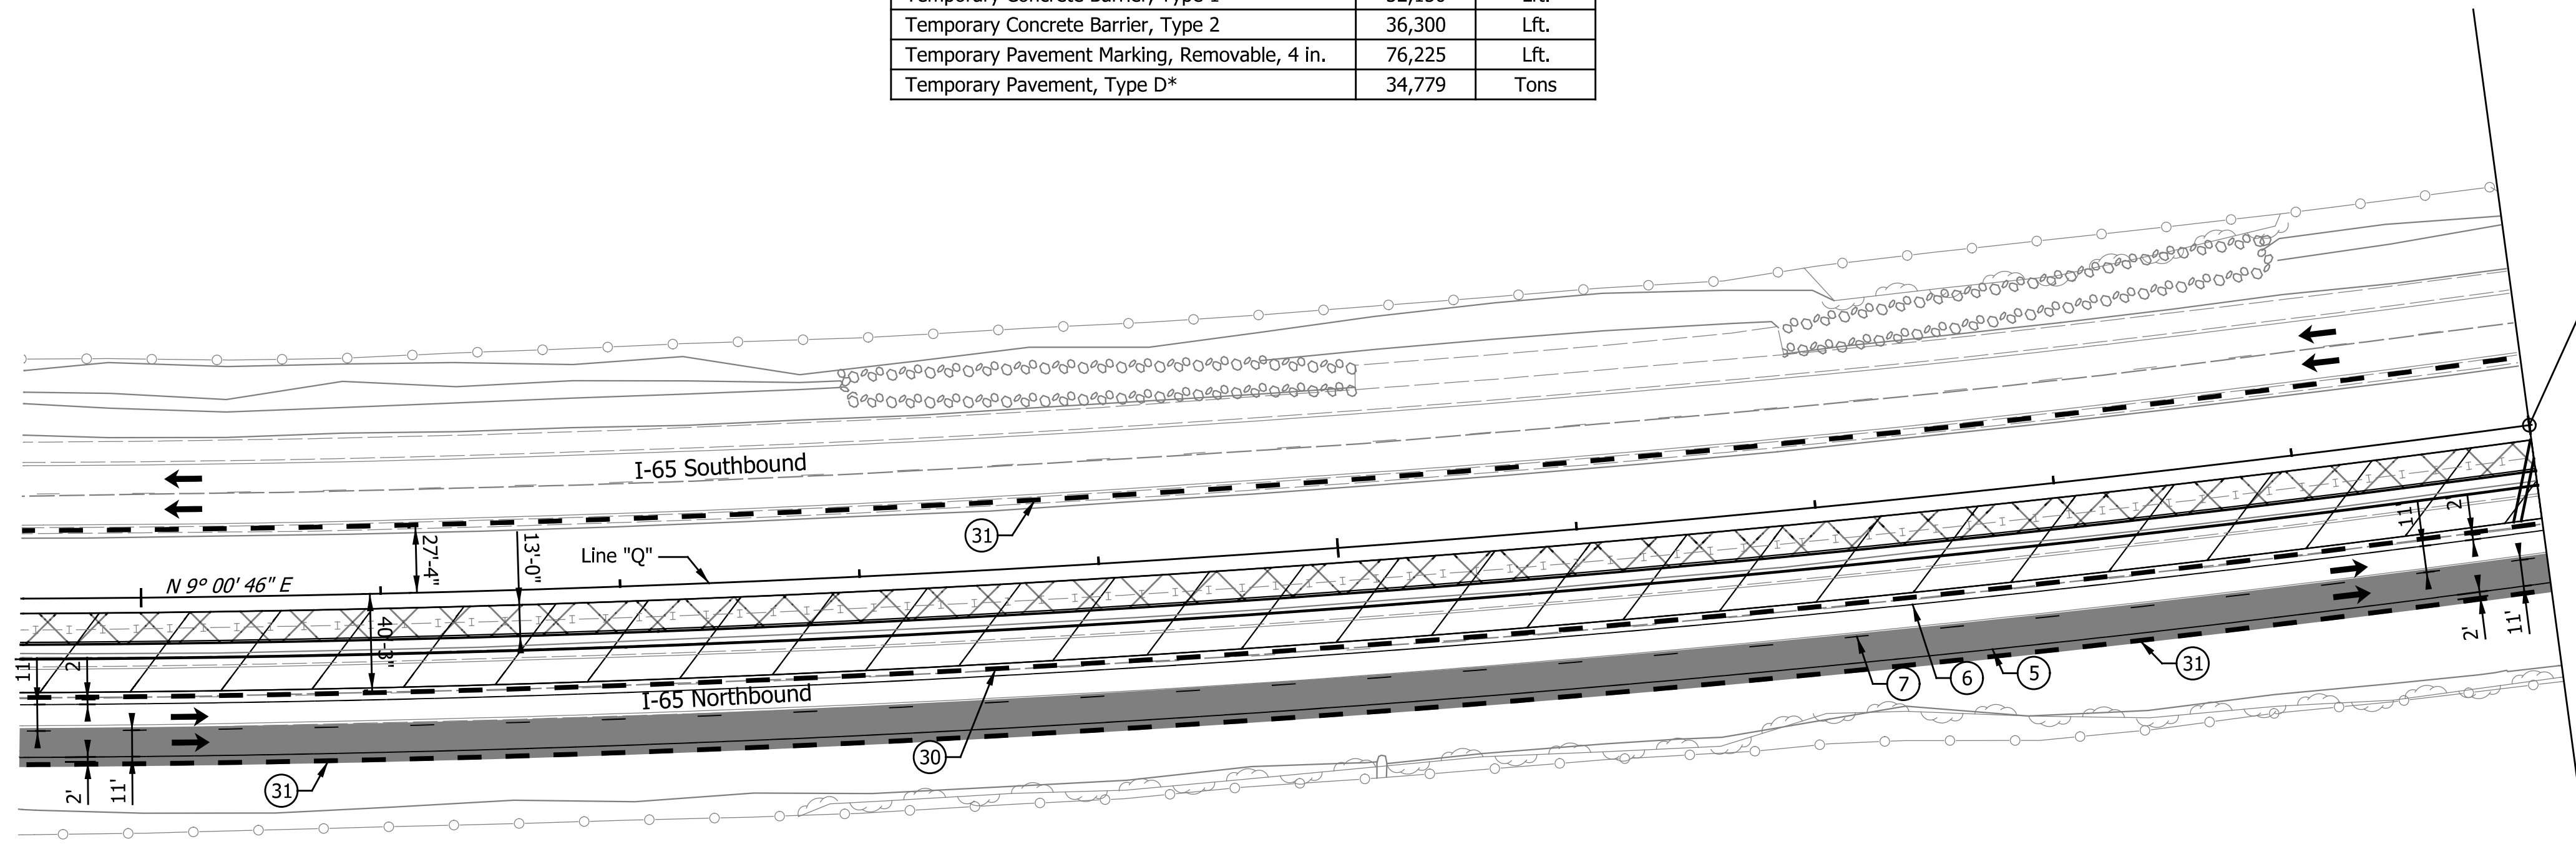 Temporary Concrete Barrier, Type 2 36,300 Lft.
Temporary Pavement Marking, Removable, 4 in. 76,225 Lft.
Temporary Pavement, Type D* 34,779 Tons
I-65 Southbound
31
27'-4"
13'-0"
Line "Q"
N 9° 00' 46" E
40'-3"
11'
2'
11'
2'
I-65 Northbound
7
6
5
31
30
31
2'
11'
2'
11'